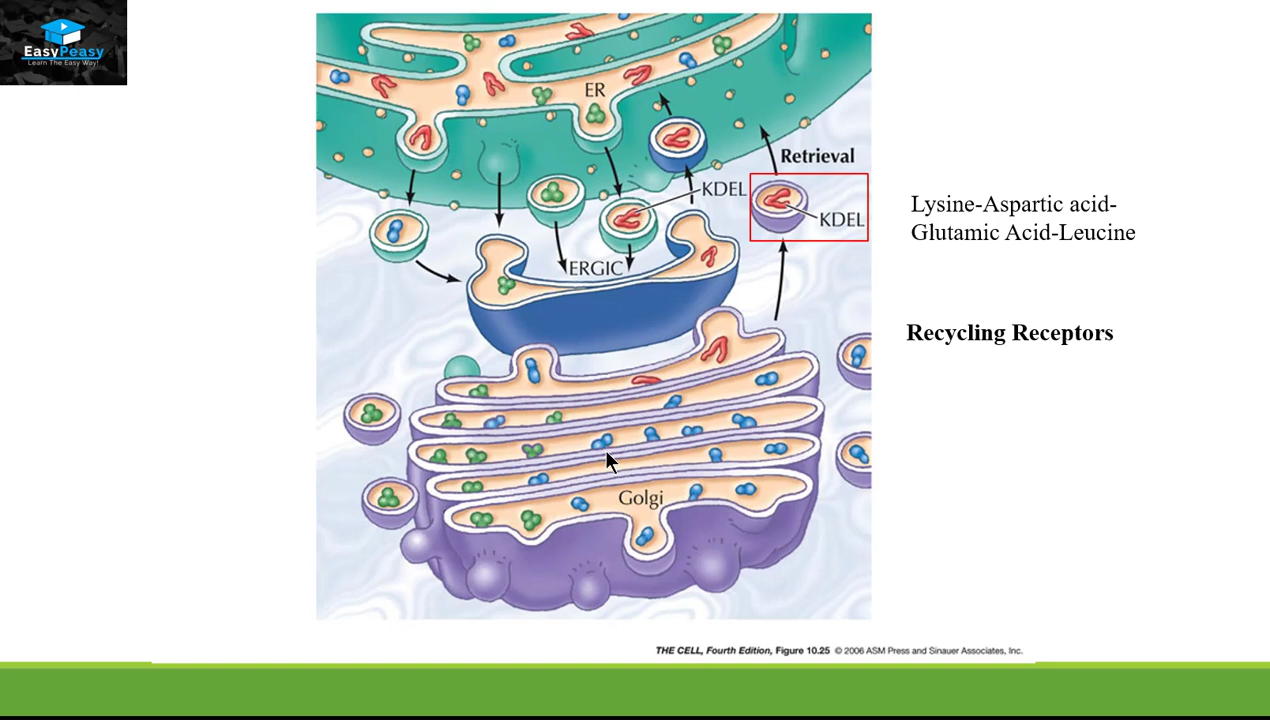 EasyPeasy
Learn The Easy Way!
ER
Retrieval
KDEL
KDEL
ERGIC
Lysine-Aspartic acid-
Glutamic Acid-Leucine
Recycling Receptors
Golgi
THE CELL, Fourth Edition, Figure 10.25 © 2006 ASM Press and Sinauer Associates, Inc.